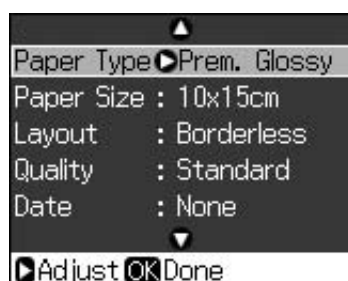 Paper Type Prem. Glossy
Paper Size : 10x15cm
Layout : Borderless
Quality : Standard
Date : None
Adjust OK Done